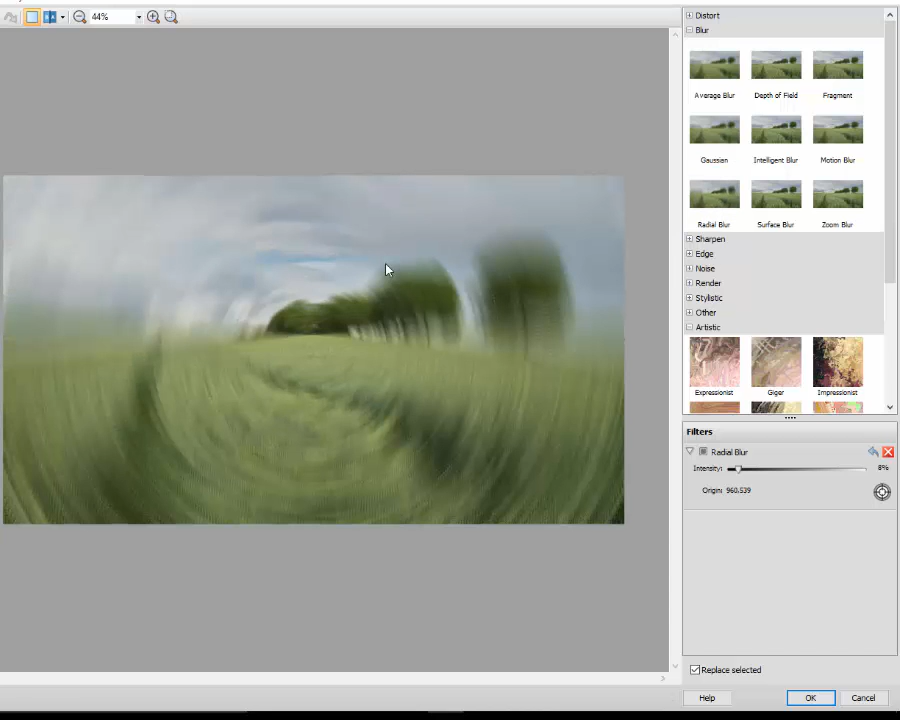 44%
Distort
Blur
Average Blur
Depth of Field
Fragment
Gaussian
Intelligent Blur
Motion Blur
Radial Blur
Surface Blur
Zoom Blur
Sharpen
Edge
Noise
Render
Stylistic
Other
Artistic
Expressionist
Giger
Impressionist
Filters
Radial Blur
Intensity: 8%
Origin: 960,539
Replace selected
Help
OK
Cancel